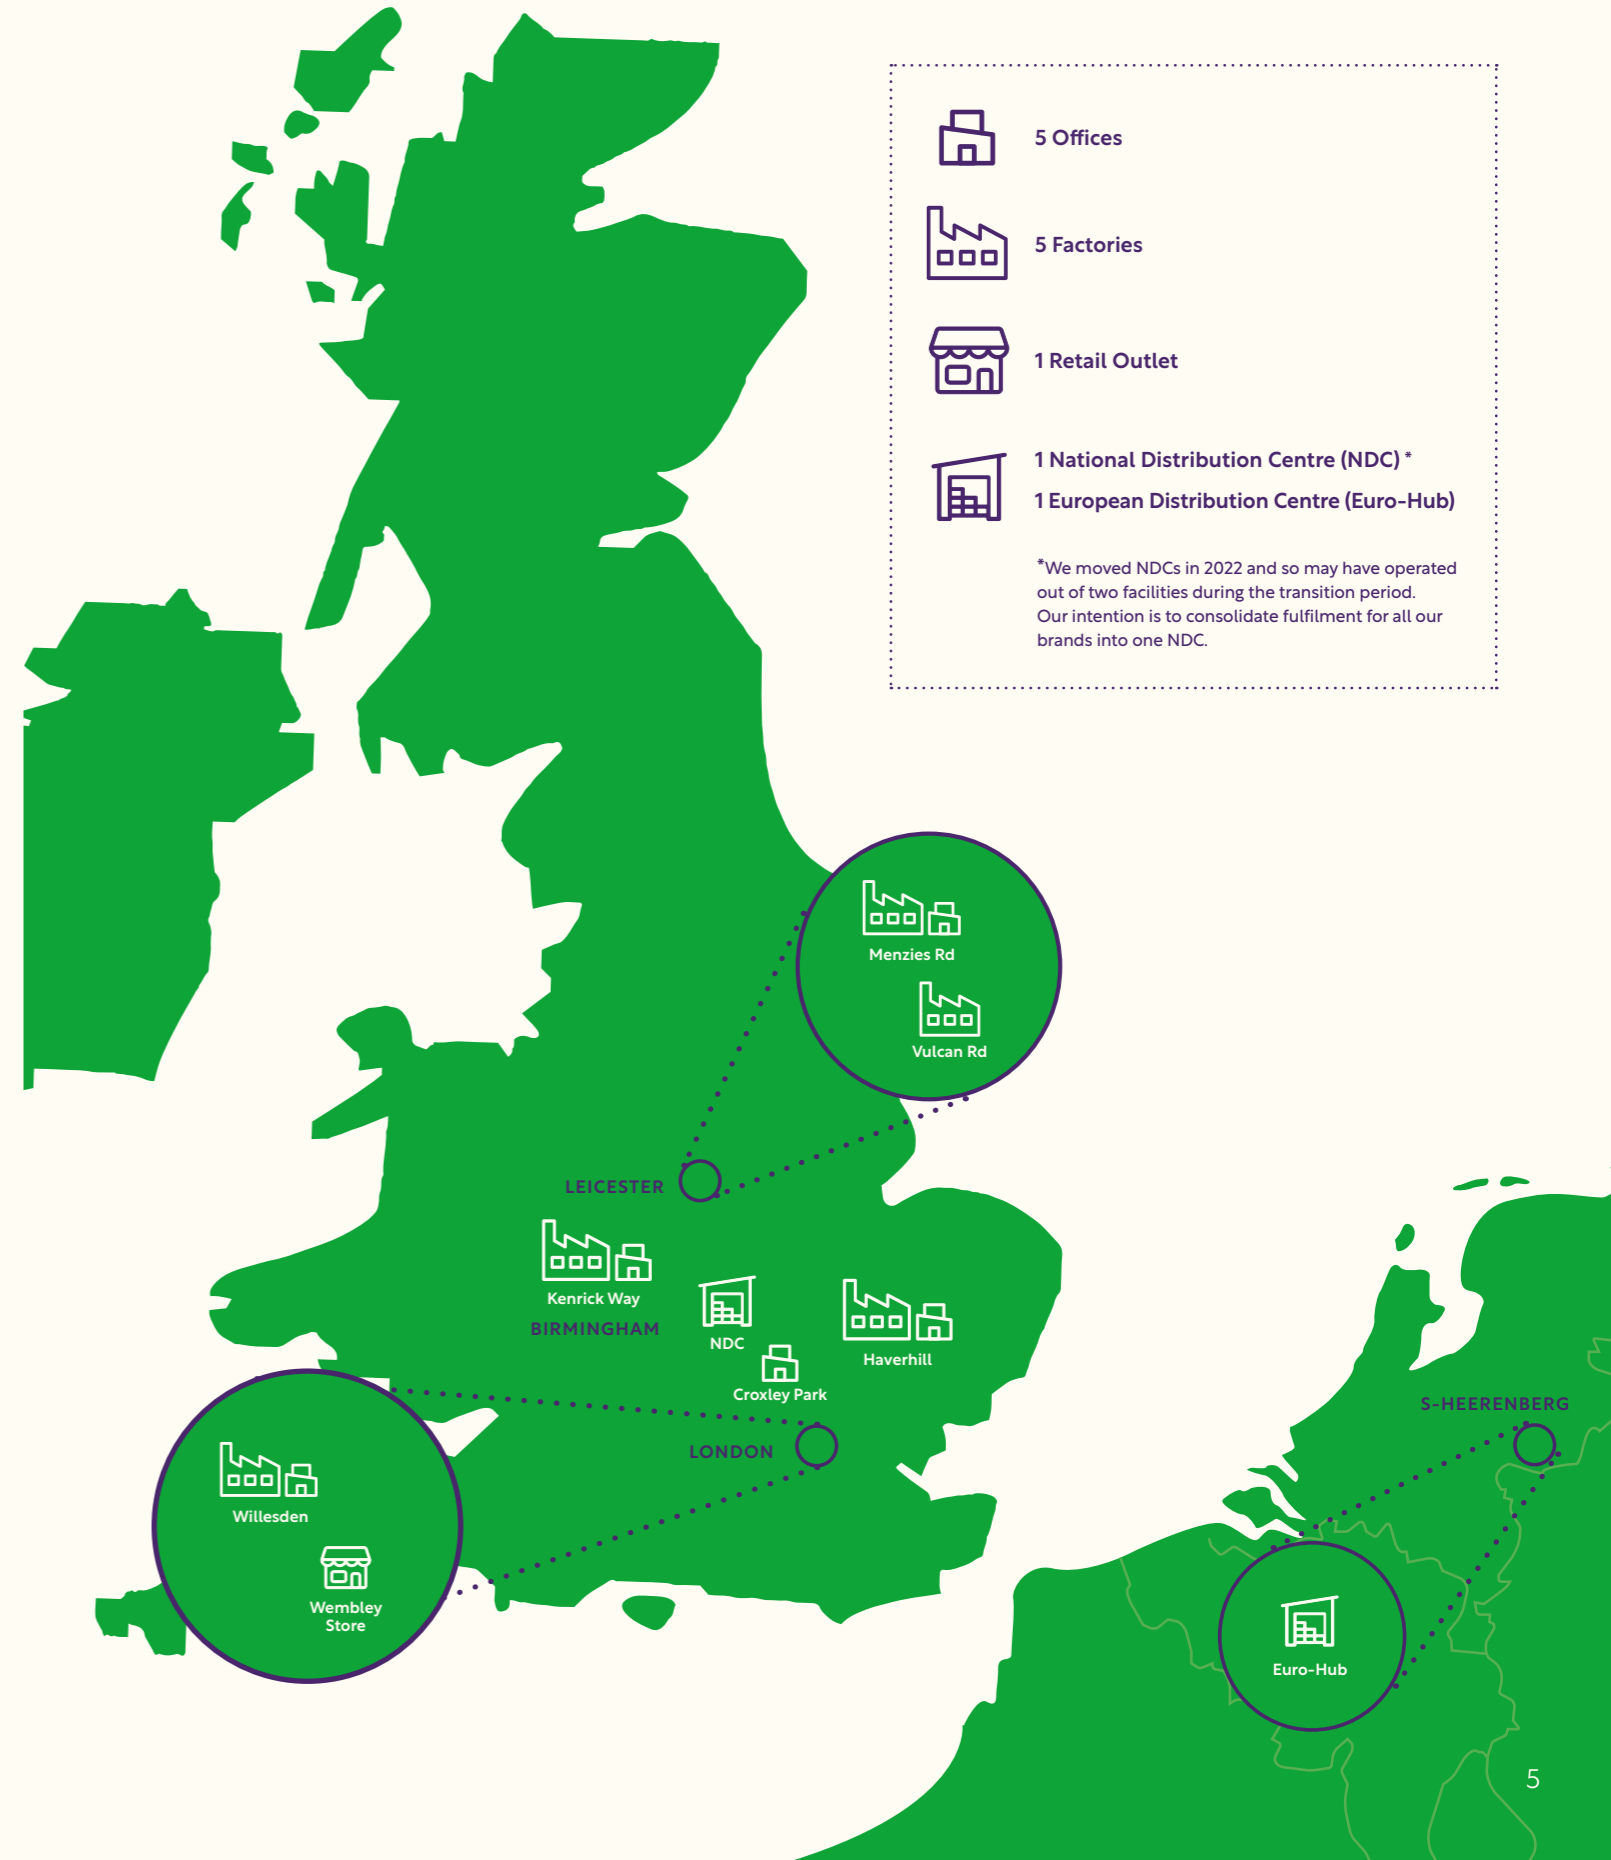 5 Offices
5 Factories
1 Retail Outlet
1 National Distribution Centre (NDC) *
1 European Distribution Centre (Euro-Hub)
*We moved NDCs in 2022 and so may have operated
out of two facilities during the transition period.
Our intention is to consolidate fulfilment for all our
brands into one NDC.
Menzies Rd
Vulcan Rd
LEICESTER
Kenrick Way
BIRMINGHAM
NDC
Haverhill
Croxley Park
LONDON
S-HEERENBERG
Willesden
Wembley
Store
Euro-Hub
5